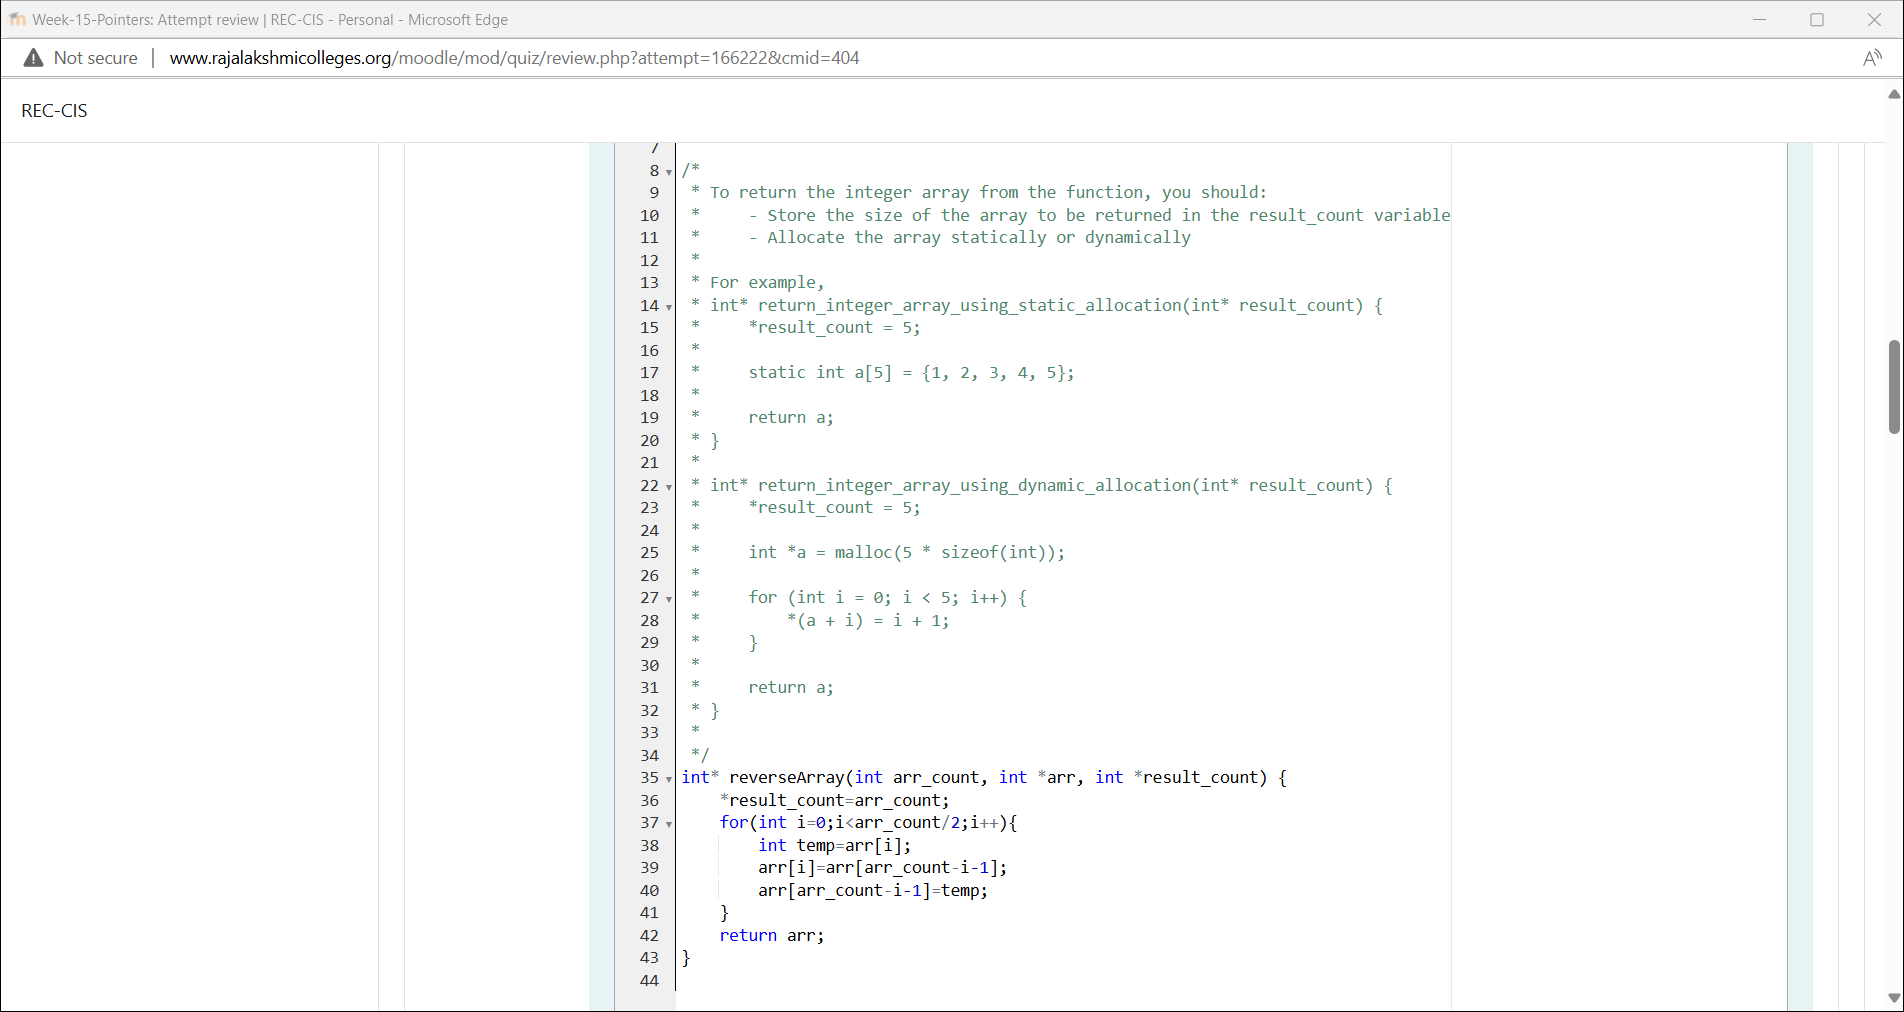 Week-15-Pointers: Attempt review | REC-CIS - Personal - Microsoft Edge
Not secure | www.rajalakshmicolleges.org/moodle/mod/quiz/review.php?attempt=166222&cmid=404
REC-CIS
7
8 /*
9  * To return the integer array from the function, you should:
10  *     - Store the size of the array to be returned in the result_count variable
11  *     - Allocate the array statically or dynamically
12  *
13  * For example,
14  * int* return_integer_array_using_static_allocation(int* result_count) {
15  *     *result_count = 5;
16  *
17  *     static int a[5] = {1, 2, 3, 4, 5};
18  *
19  *     return a;
20  * }
21  *
22  * int* return_integer_array_using_dynamic_allocation(int* result_count) {
23  *     *result_count = 5;
24  *
25  *     int *a = malloc(5 * sizeof(int));
26  *
27  *     for (int i = 0; i < 5; i++) {
28  *         *(a + i) = i + 1;
29  *     }
30  *
31  *     return a;
32  * }
33  *
34  */
35 int* reverseArray(int arr_count, int *arr, int *result_count) {
36     *result_count=arr_count;
37     for(int i=0;i<arr_count/2;i++){
38         int temp=arr[i];
39         arr[i]=arr[arr_count-i-1];
40         arr[arr_count-i-1]=temp;
41     }
42     return arr;
43 }
44